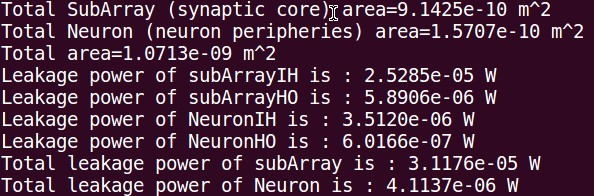 Total SubArray (synaptic core) area=9.1425e-10 m^2
Total Neuron (neuron peripheries) area=1.5707e-10 m^2
Total area=1.0713e-09 m^2
Leakage power of subArrayIH is : 2.5285e-05 W
Leakage power of subArrayHO is : 5.8906e-06 W
Leakage power of NeuronIH is : 3.5120e-06 W
Leakage power of NeuronHO is : 6.0166e-07 W
Total leakage power of subArray is : 3.1176e-05 W
Total leakage power of Neuron is : 4.1137e-06 W